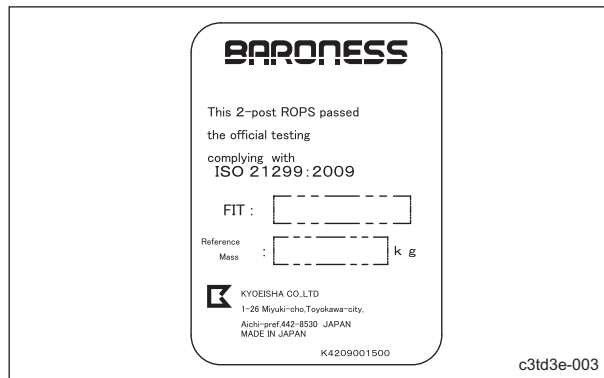 BARONESS
This 2-post ROPS passed
the official testing
complying with
ISO 21299:2009
FIT :
Reference
Mass : kg
KYOEISHA CO.,LTD
1-26 Miyuki-cho,Toyokawa-city,
Aichi-pref,442-8530 JAPAN
MADE IN JAPAN
K4209001500
c3td3e-003